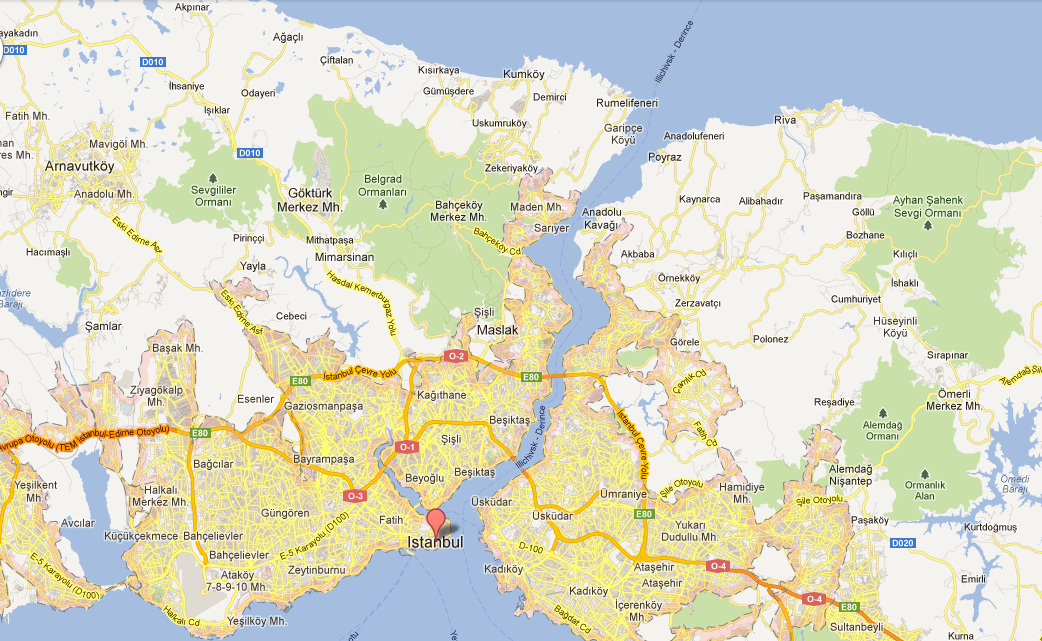 Akpınar
ayakadın
D010
Ağaçlı
D010
Çiftalan
Kısırkaya
Kumköy
Illichivsk - Derince
İhsaniye
Odayeri
Gümüşdere
Demirci
Rumelifeneri
Fatih Mh.
Işıklar
Uskumruköy
Garipçe
Köyü
Anadolufeneri
Riva
Mavigöl Mh.
D010
Poyraz
Arnavutköy
Zekeriyaköy
Anadolu Mh.
Sevgililer
Ormanı
Göktürk
Merkez Mh.
Belgrad
Ormanları
Bahçeköy
Merkez Mh.
Maden Mh.
Sarıyer
Anadolu
Kavağı
Kaynarca
Alibahadır
Paşamandıra
Göllü
Ayhan Şahenk
Sevgi Ormanı
Eski Edirne Asf
Pirinççi
Mithatpaşa
Mimarsinan
Bahçeköy Cd
Bozhane
Hacımaşlı
Yayla
Akbaba
Kılıçlı
Hasdal Kemerburgaz Yolu
Örnekköy
İshaklı
Eski Edirne Asf
Cebeci
Zerzavatçı
Cumhuriyet
Barajı
Şamlar
Şişli
Maslak
Hüseyinli
Köyü
Başak Mh.
O-2
Görele
Polonez
Sırapınar
E80
İstanbul Çevre Yolu
E80
Çamlık Cd
Ziyagökalp
Mh.
Esenler
Gaziosmanpaşa
Kağıthane
Reşadiye
Ömerli
Merkez Mh.
Avrupa Otoyolu (TEM İstanbul-Edirne Otoyolu)
E80
Beşiktaş
Illichivsk - Derince
İstanbul Çevre Yolu
Fatih Cd
Alemdağ
Ormanı
O-1
Şişli
Bağcılar
Bayrampaşa
Beyoğlu
Beşiktaş
Alemdağ
Nişantepe
Yeşilkent
Mh.
Halkalı
Merkez Mh.
O-3
Şile Otoyolu
Hamidiye
Mh.
Ormanlık
Alan
Ömerli
Barajı
Üsküdar
Ümraniye
Şile Otoyolu
Avcılar
Güngören
Fatih
Üsküdar
E80
Yukarı
Dudullu Mh.
Paşaköy
Kurtdoğmuş
Küçükçekmece
Bahçelievler
E-5 Karayolu (D100)
İstanbul
D-100
D020
Bahçelievler
Ataköy
7-8-9-10 Mh.
Zeytinburnu
Kadıköy
Ataşehir
Ataşehir
O-4
Emirli
E-5 Karayolu (D100)
Kadıköy
İçerenköy
Mh.
O-4
E80
Halkalı Cd
Yeşilköy Mh.
Bağdat Cd
Sultanbeyli
Kurna